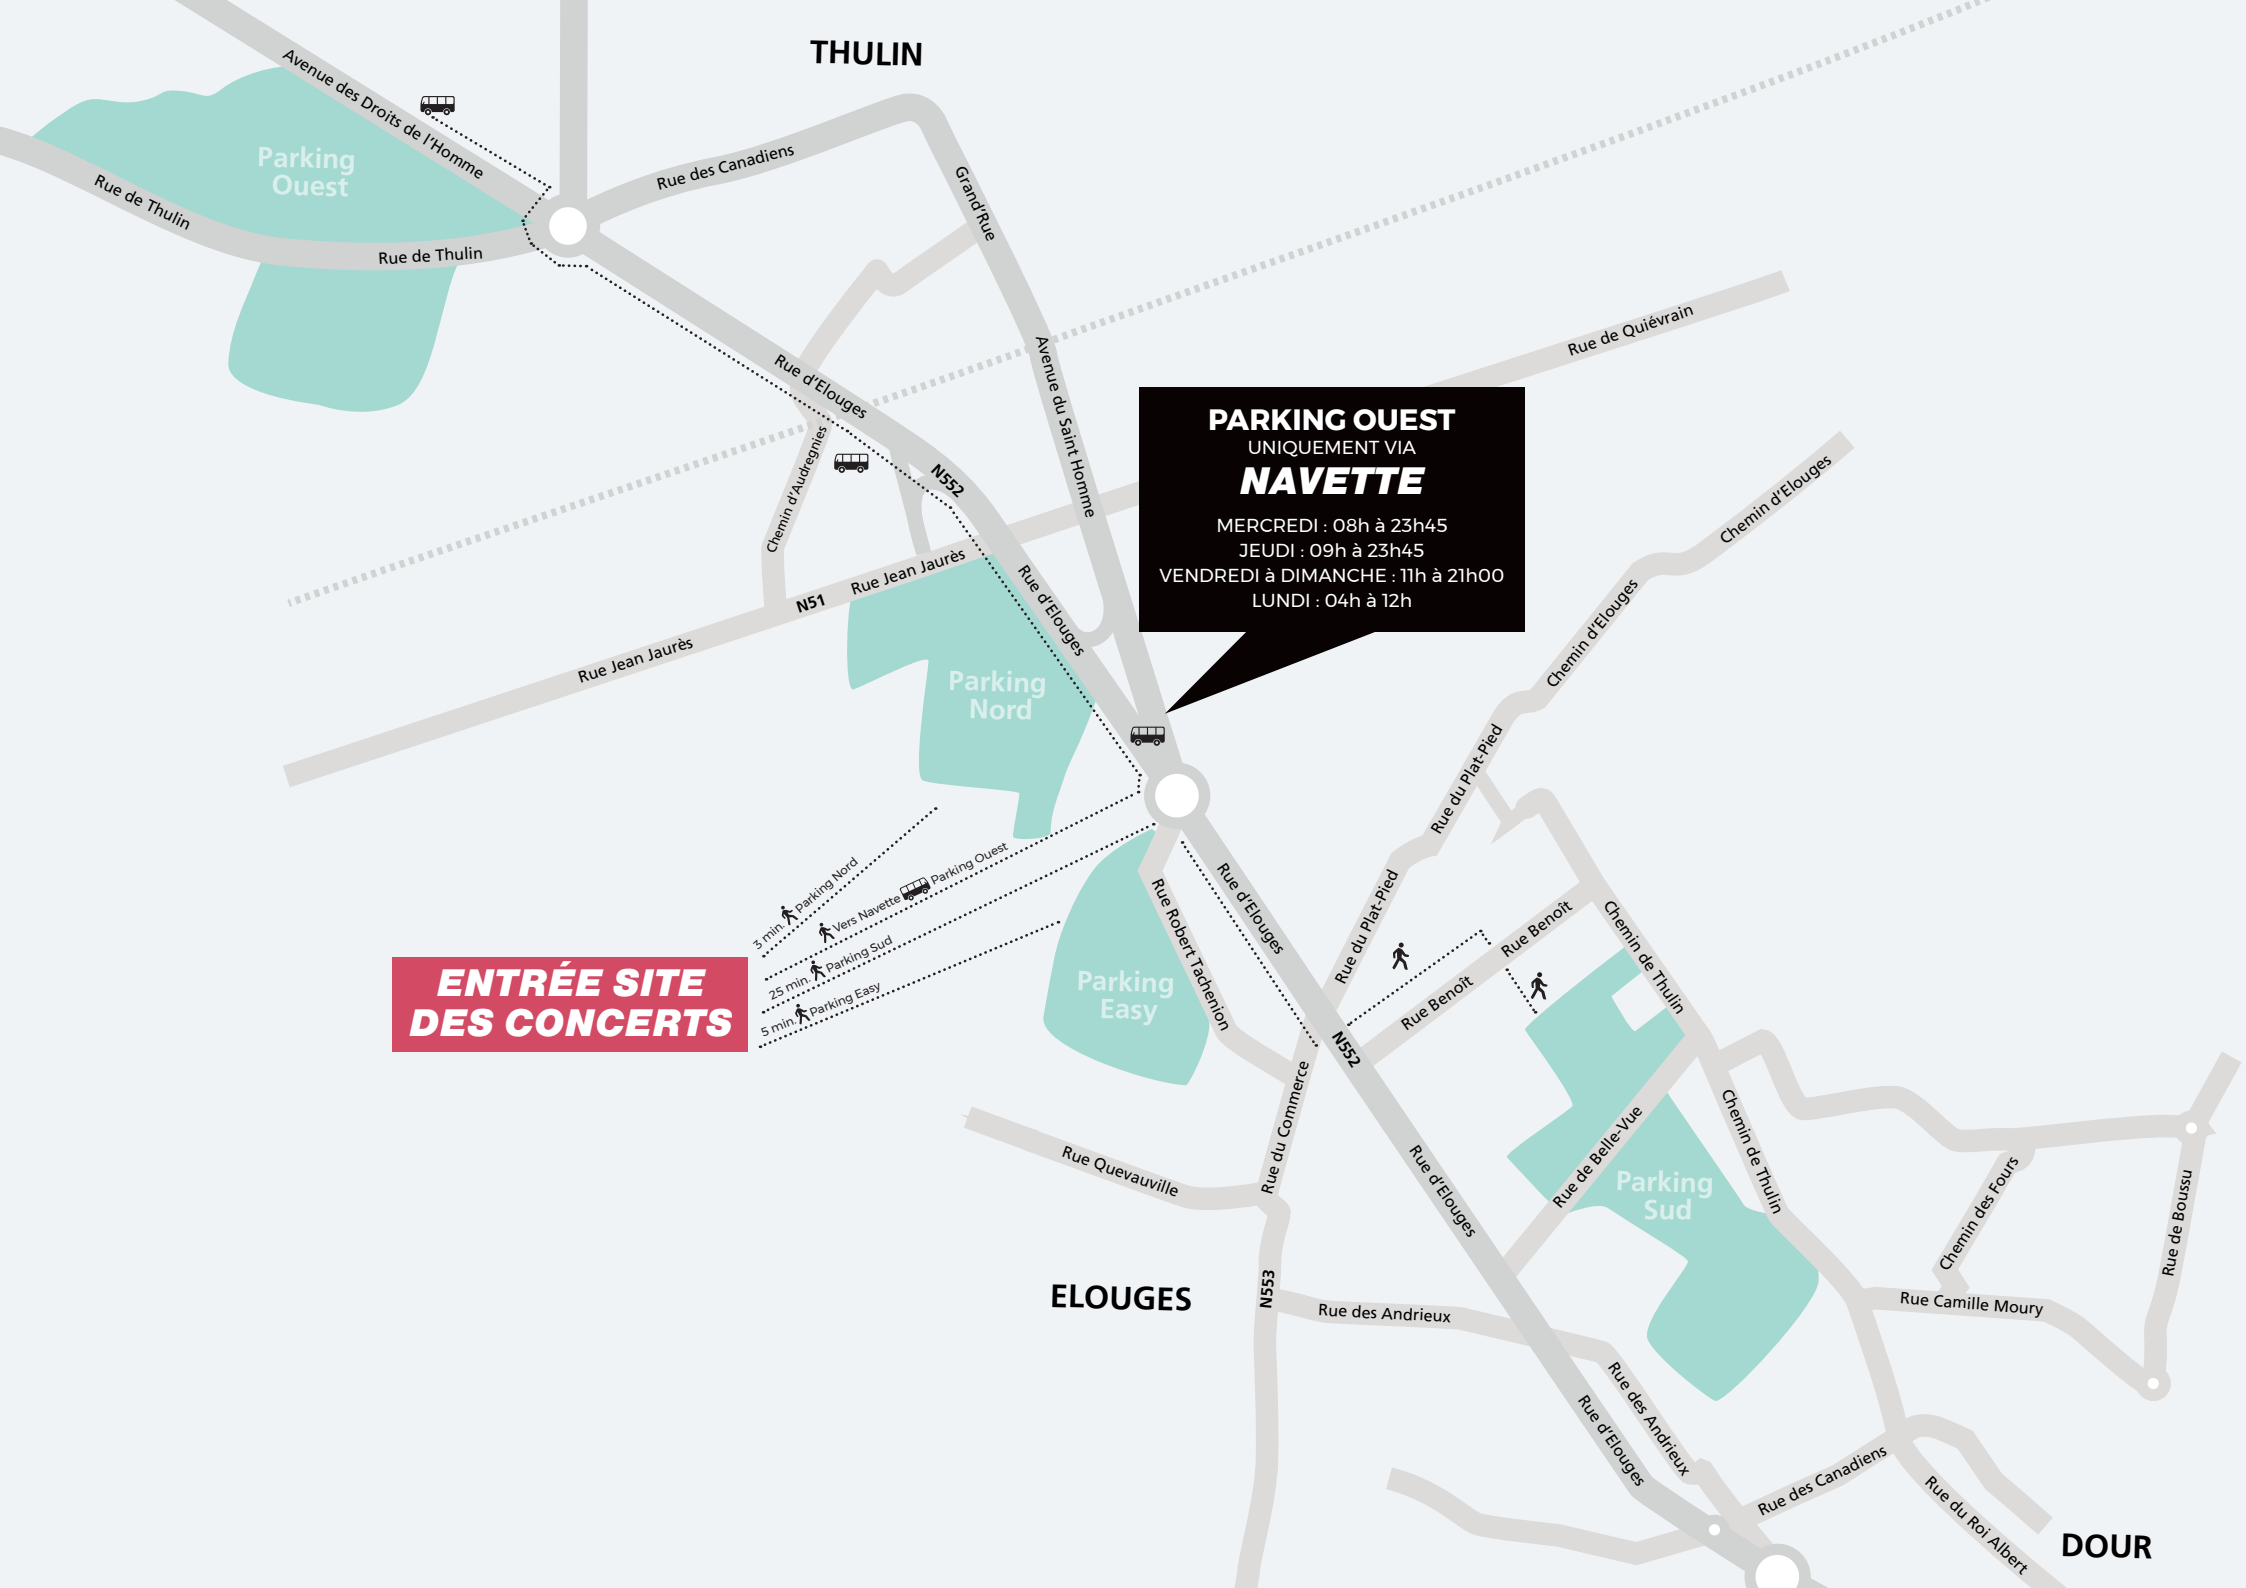 THULIN
Avenue des Droits de l'Homme
Parking
Ouest
Rue des Canadiens
Rue de Thulin
Rue de Thulin
Grand'Rue
Rue de Quiévrain
Avenue du Saint Homme
Rue d'Elouges
PARKING OUEST
UNIQUEMENT VIA
NAVETTE
MERCREDI : 08h à 23h45
JEUDI : 09h à 23h45
VENDREDI à DIMANCHE : 11h à 21h00
LUNDI : 04h à 12h
N552
Chemin d'Audregnies
Chemin d'Elouges
Rue Jean Jaurès
N51
Rue d'Elouges
Rue Jean Jaurès
Chemin d'Elouges
Parking
Nord
Rue du Plat-Pied
3 min. Parking Nord
Vers Navette Parking Ouest
25 min. Parking Sud
5 min. Parking Easy
ENTRÉE SITE
DES CONCERTS
Rue d'Elouges
Rue Robert Tachenion
Rue du Plat-Pied
Rue Benoît
Rue Benoît
Chemin de Thulin
Parking
Easy
N552
Rue du Commerce
Rue Quevauville
Rue d'Elouges
Rue de Belle-Vue
Chemin de Thulin
Parking
Sud
Chemin des Fours
Rue de Boussu
ELOUGES
N553
Rue des Andrieux
Rue Camille Moury
Rue des Andrieux
Rue d'Elouges
Rue des Canadiens
Rue du Roi Albert
DOUR